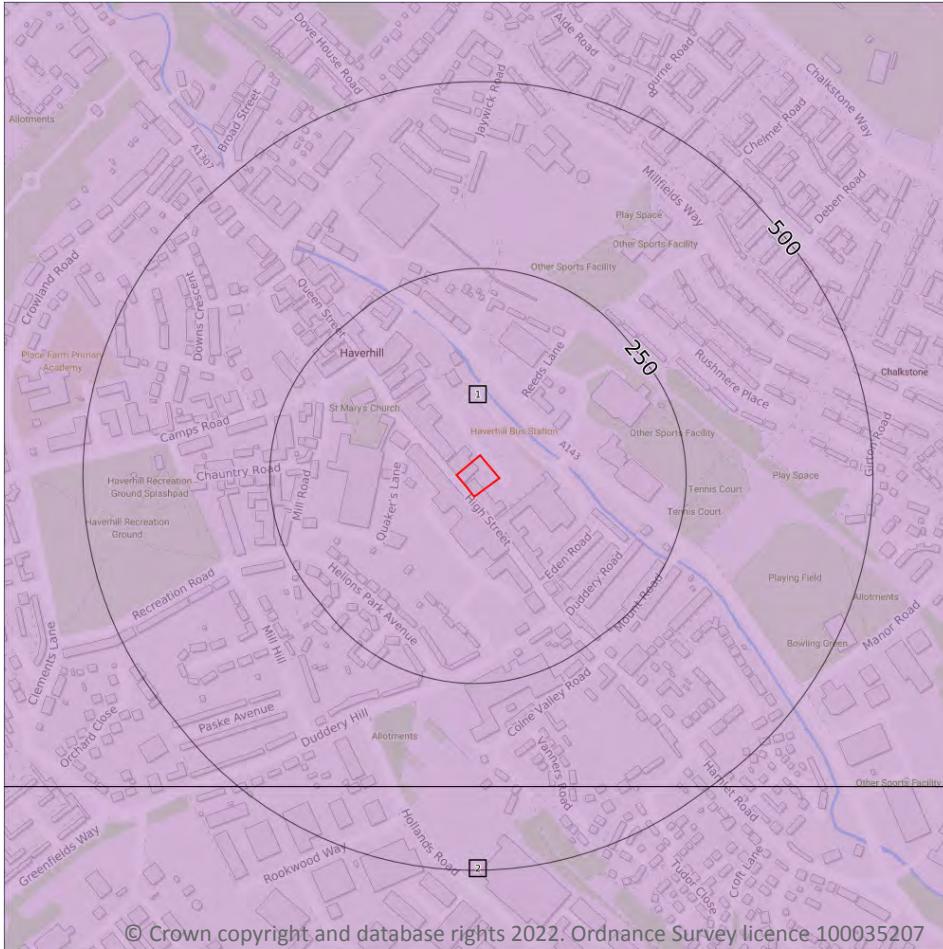 Dove House Road
Alde Road
Bourne Road
Chalkstone Way
Jaywick Road
Broad Street
Allotments
A1307
Chelmer Road
Millfields Way
Deben Road
Play Space
Other Sports Facility
500
Crowland Road
Downs Crescent
Other Sports Facility
Queen Street
Haverhill
Place Farm Primary
Academy
250
Reeds Lane
Rushmere Place
Chalkstone
1
St Mary's Church
Camps Road
Haverhill Bus Station
A143
Other Sports Facility
Girton Road
Chauntry Road
Haverhill Recreation
Ground Splashpad
Mill Road
Quaker's Lane
High Street
Play Space
Tennis Court
Tennis Court
Haverhill Recreation
Ground
Eden Road
Duddery Road
Mount Road
Playing Field
Allotments
Recreation Road
Helions Park Avenue
Manor Road
Bowling Green
Mill Hill
Clements Lane
Orchard Close
Paske Avenue
Duddery Hill
Colne Valley Road
Allotments
Vanners Road
Hamlet Road
Other Sports Facility
Greenfields Way
Hollands Road
Rookwood Way
2
Tudor Close
Croft Lane
© Crown copyright and database rights 2022. Ordnance Survey licence 100035207